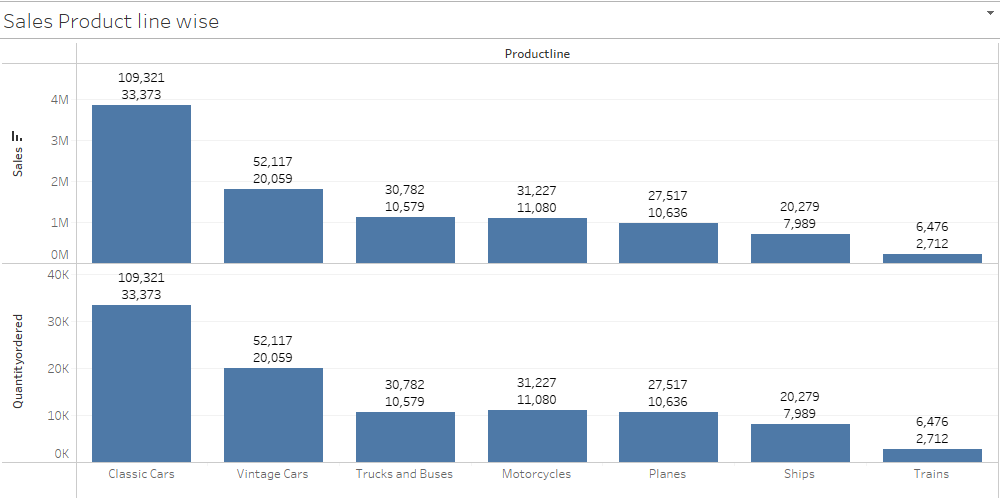 Sales Product line wise
Productline
Sales
4M
3M
2M
1M
0M
109,321
33,373
52,117
20,059
30,782
10,579
31,227
11,080
27,517
10,636
20,279
7,989
6,476
2,712
Quantityordered
40K
30K
20K
10K
0K
109,321
33,373
52,117
20,059
30,782
10,579
31,227
11,080
27,517
10,636
20,279
7,989
6,476
2,712
Classic Cars
Vintage Cars
Trucks and Buses
Motorcycles
Planes
Ships
Trains